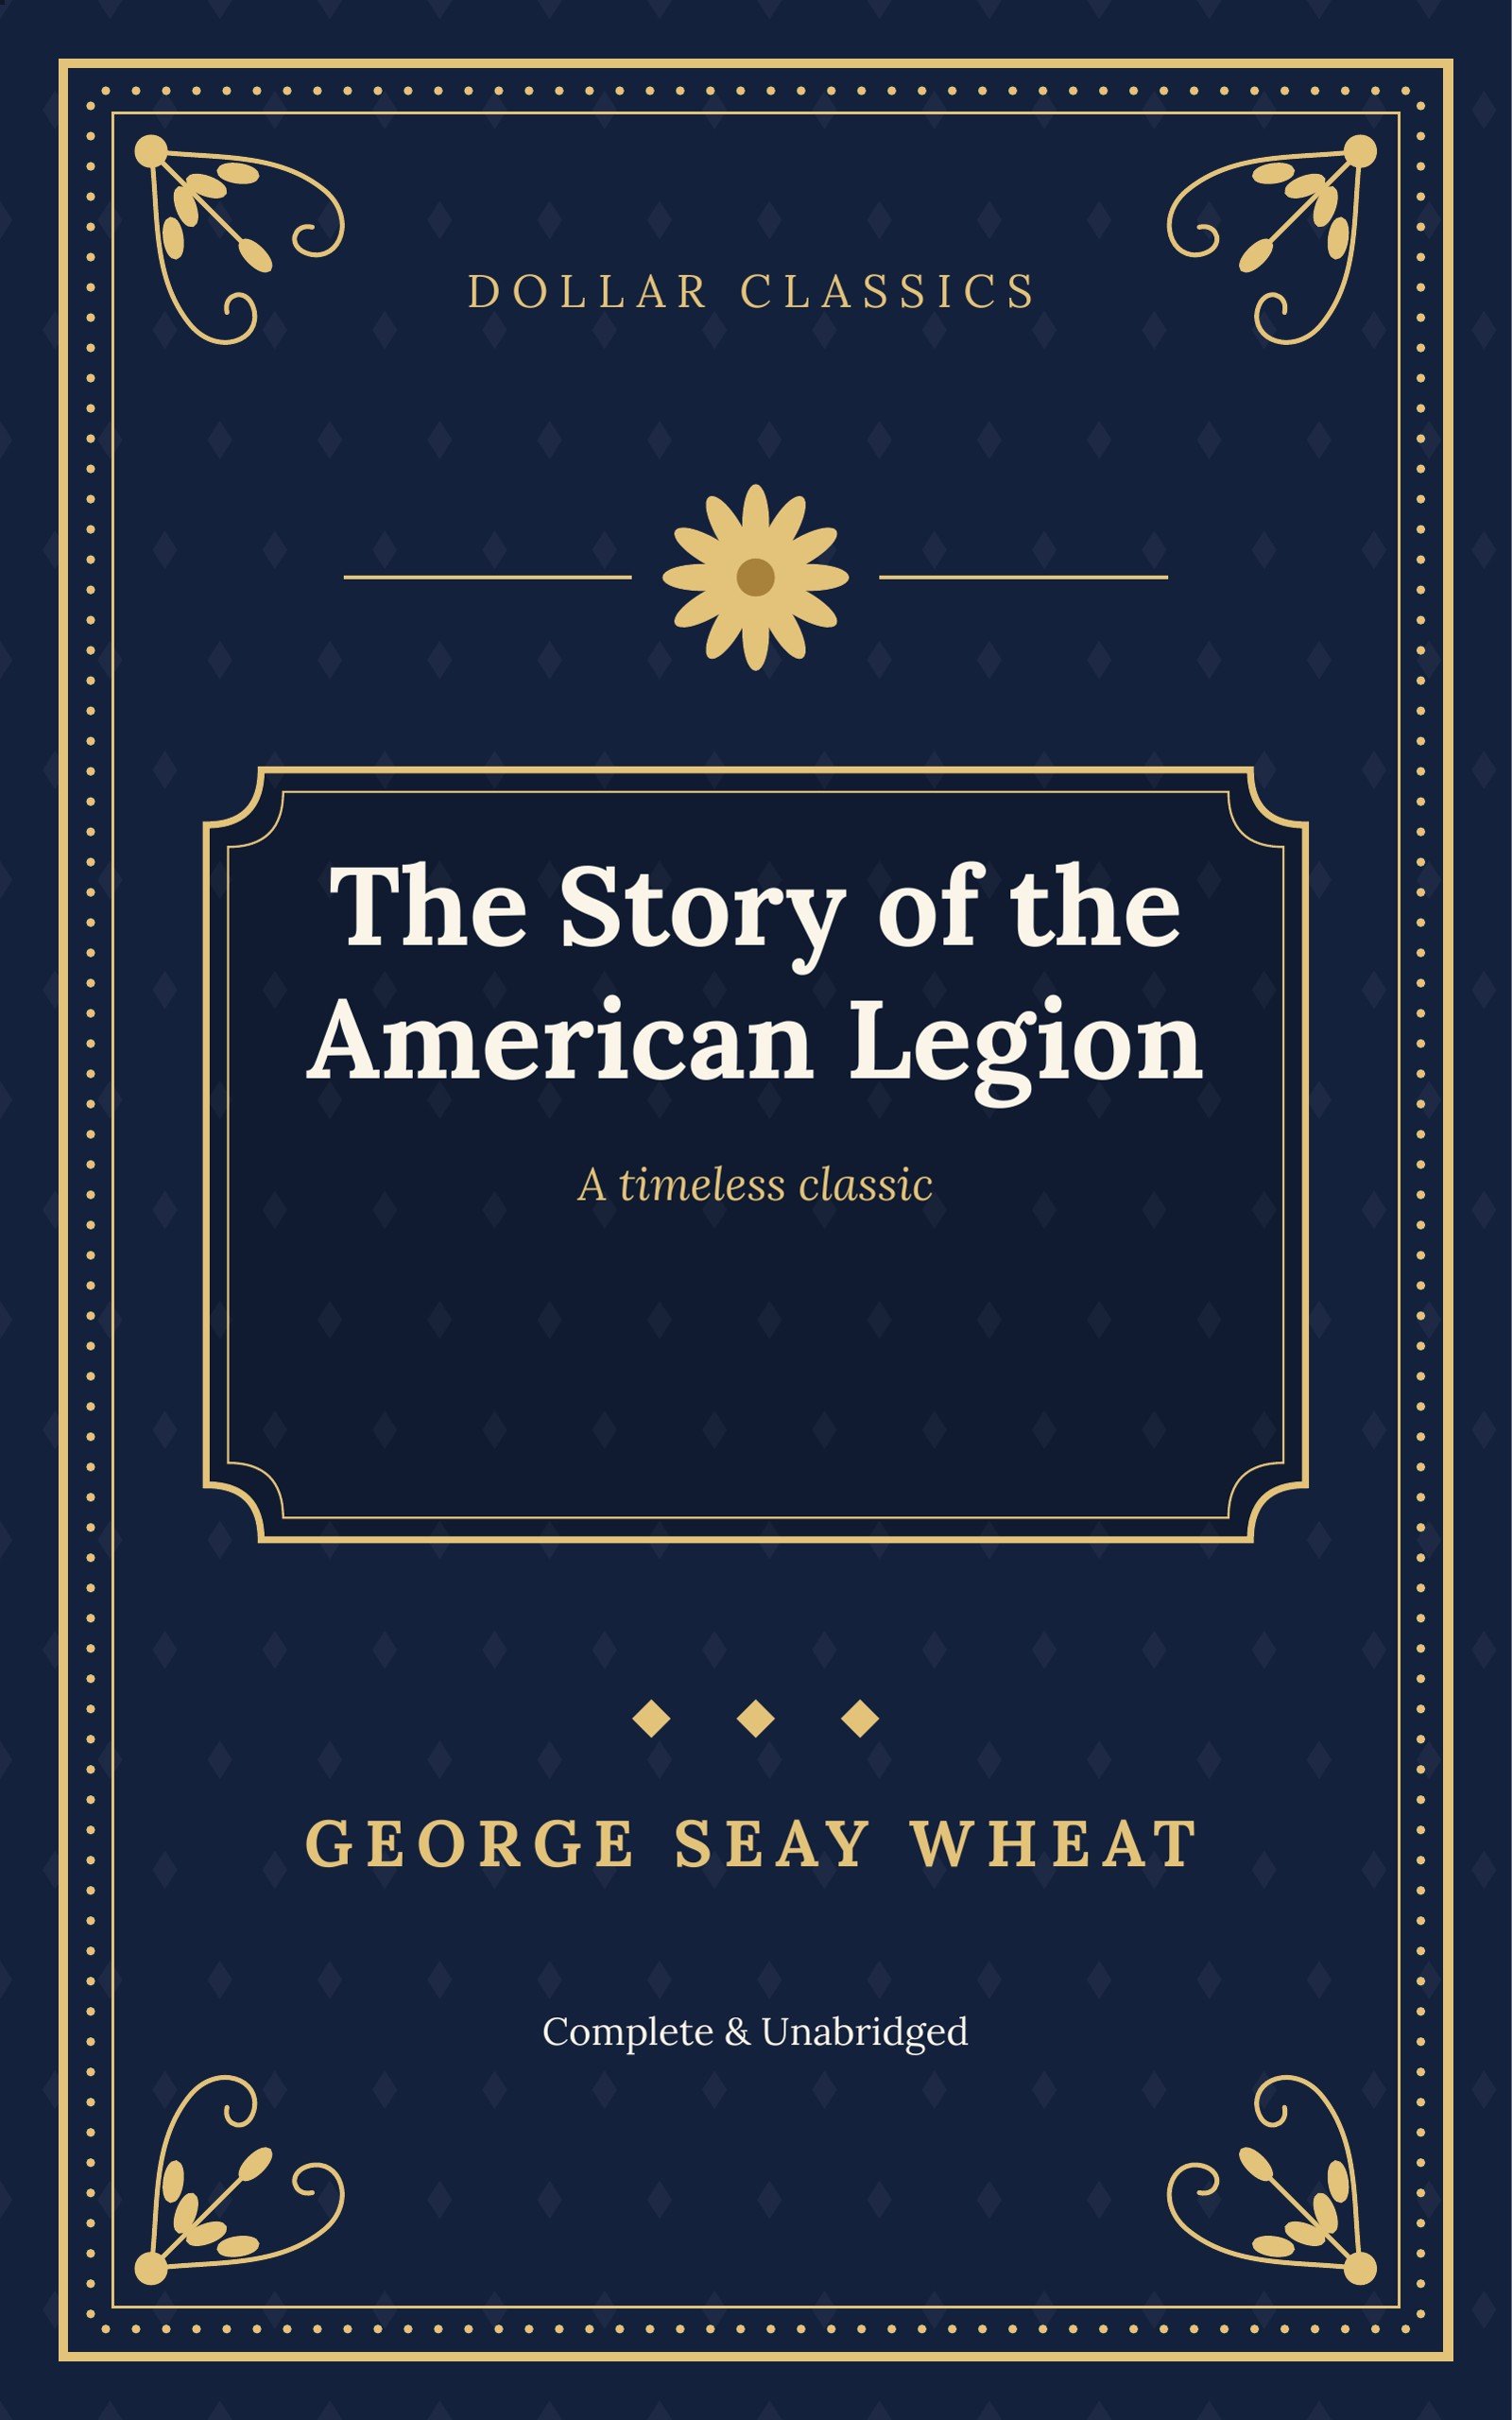 DOLLAR CLASSICS
The Story of the
American Legion
A timeless classic
GEORGE SEAY WHEAT
Complete & Unabridged